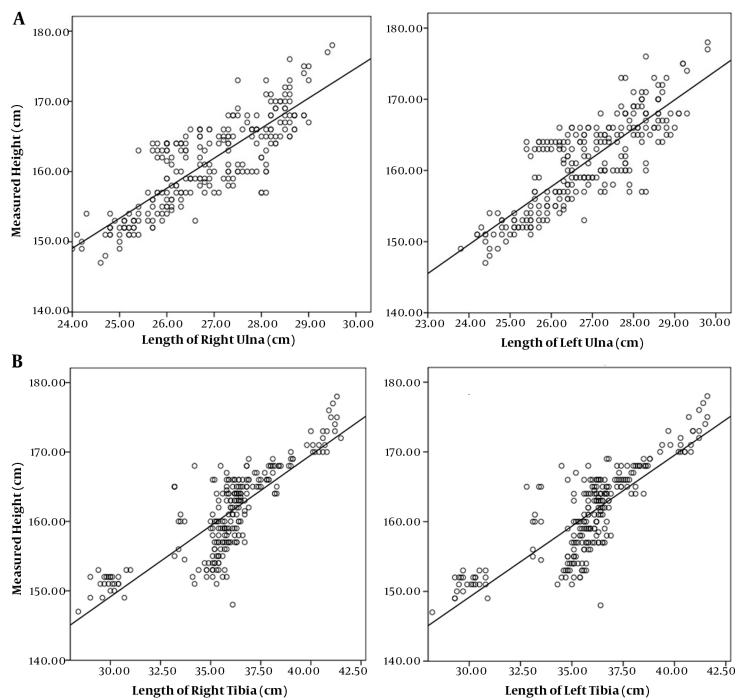 A
Measured Height (cm)
180.00
170.00
160.00
150.00
140.00
24.00 25.00 26.00 27.00 28.00 29.00 30.00
Length of Right Ulna (cm)
180.00
170.00
160.00
150.00
140.00
23.00 24.00 25.00 26.00 27.00 28.00 29.00 30.00
Length of Left Ulna (cm)
B
Measured Height (cm)
180.00
170.00
160.00
150.00
140.00
30.00 32.50 35.00 37.50 40.00 42.50
Length of Right Tibia (cm)
180.00
170.00
160.00
150.00
140.00
30.00 32.50 35.00 37.50 40.00 42.50
Length of Left Tibia (cm)